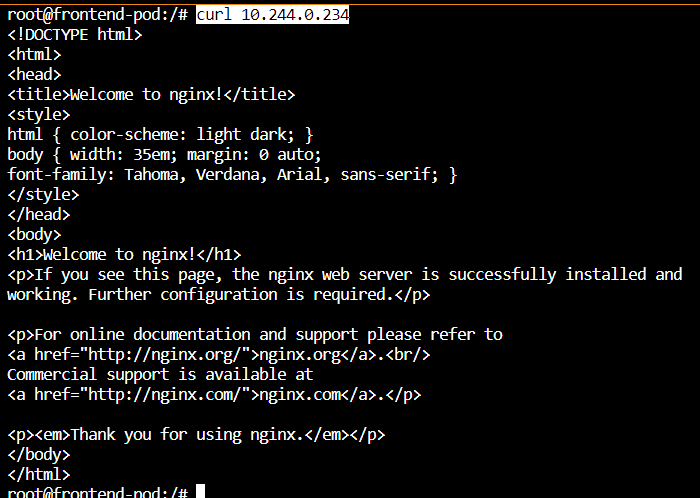 root@frontend-pod:/# curl 10.244.0.234
<!DOCTYPE html>
<html>
<head>
<title>Welcome to nginx!</title>
<style>
html { color-scheme: light dark; }
body { width: 35em; margin: 0 auto;
font-family: Tahoma, Verdana, Arial, sans-serif; }
</style>
</head>
<body>
<h1>Welcome to nginx!</h1>
<p>If you see this page, the nginx web server is successfully installed and
working. Further configuration is required.</p>

<p>For online documentation and support please refer to
<a href="http://nginx.org/">nginx.org</a>.<br/>
Commercial support is available at
<a href="http://nginx.com/">nginx.com</a>.</p>

<p><em>Thank you for using nginx.</em></p>
</body>
</html>
root@frontend-pod:/#